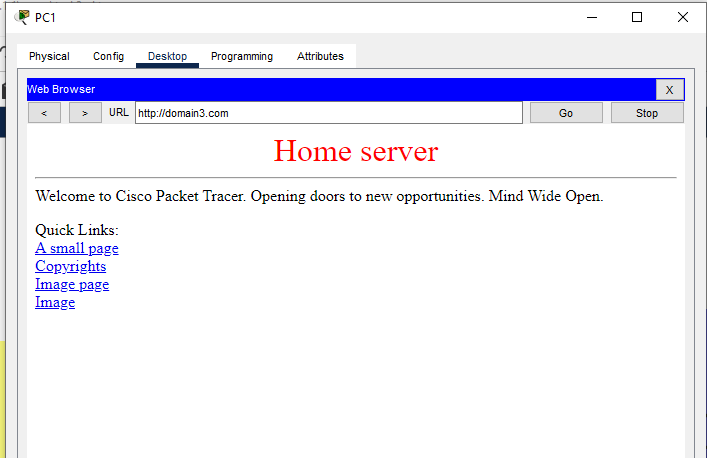 PC1
Physical Config Desktop Programming Attributes
Web Browser X
< > URL http://domain3.com Go Stop
Home server
Welcome to Cisco Packet Tracer. Opening doors to new opportunities. Mind Wide Open.
Quick Links:
A small page
Copyrights
Image page
Image